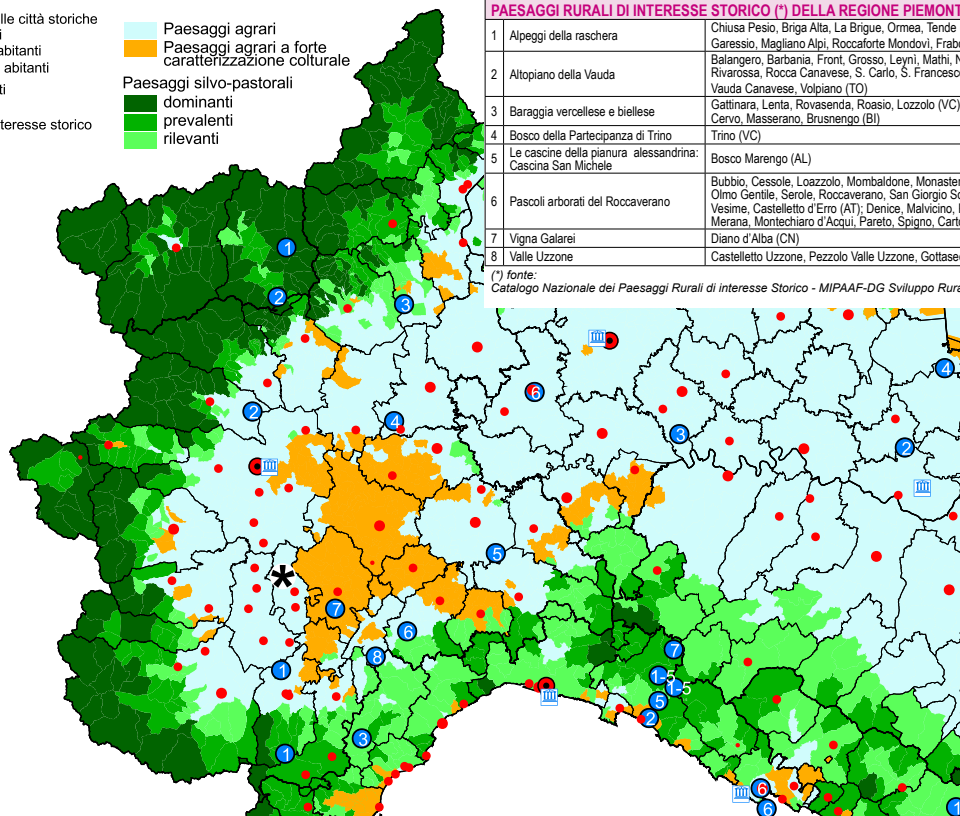 lle città storiche
abitanti
abitanti
ti
nteresse storico
Paesaggi agrari
Paesaggi agrari a forte
caratterizzazione colturale
Paesaggi silvo-pastorali
dominanti
prevalenti
rilevanti
PAESAGGI RURALI DI INTERESSE STORICO (*) DELLA REGIONE PIEMONT
1 Alpeggi della raschera
Chiusa Pesio, Briga Alta, La Brigue, Ormea, Tende
Garessio, Magliano Alpi, Roccaforte Mondovì, Frabo
2 Altopiano della Vauda
Balangero, Barbania, Front, Grosso, Leynì, Mathi, N
Rivarossa, Rocca Canavese, S. Carlo, S. Francesc
Vauda Canavese, Volpiano (TO)
3 Baraggia vercellese e biellese
Gattinara, Lenta, Rovasenda, Roasio, Lozzolo (VC)
Cervo, Masserano, Brusnengo (BI)
4 Bosco della Partecipanza di Trino
Trino (VC)
5 Le cascine della pianura alessandrina:
Cascina San Michele
Bosco Marengo (AL)
6 Pascoli arborati del Roccaverano
Bubbio, Cessole, Loazzolo, Mombaldone, Monaster
Olmo Gentile, Serole, Roccaverano, San Giorgio Sc
Vesime, Castelletto d'Erro (AT); Denice, Malvicino,
Merana, Montechiaro d'Acqui, Pareto, Spigno, Carto
7 Vigna Galarei
Diano d'Alba (CN)
8 Valle Uzzone
Castelletto Uzzone, Pezzolo Valle Uzzone, Gottase
(*) fonte:
Catalogo Nazionale dei Paesaggi Rurali di interesse Storico - MIPAAF-DG Sviluppo Rura
1
2
3
4
6
2
4
3
2
5
*
7
6
8
1
7
1-5
1-5
5
2
3
1
6
6
1